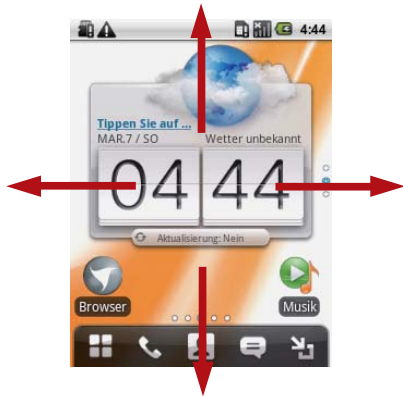 4:44
Tippen Sie auf ...
MAR.7 / SO Wetter unbekannt
04 44
Aktualisierung: Nein
Browser Musik